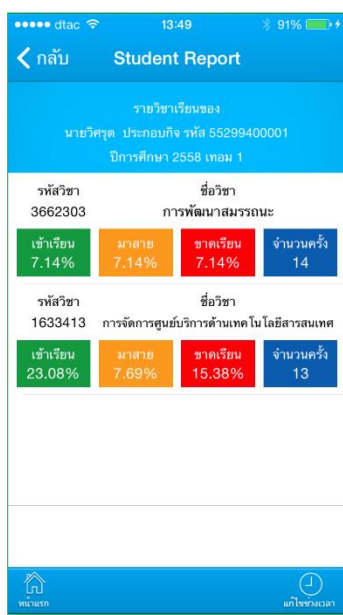 dtac 13:49 91%
กลับ Student Report
รายวิชาเรียนของ
นายวิศรุต ประกอบกิจ รหัส 55299400001
ปีการศึกษา 2558 เทอม 1
รหัสวิชา ชื่อวิชา
3662303 การพัฒนาสมรรถนะ
เข้าเรียน มาสาย ขาดเรียน จำนวนครั้ง
7.14% 7.14% 7.14% 14
รหัสวิชา ชื่อวิชา
1633413 การจัดการศูนย์บริการด้านเทคโนโลยีสารสนเทศ
เข้าเรียน มาสาย ขาดเรียน จำนวนครั้ง
23.08% 7.69% 15.38% 13
หน้าแรก แก้ไขช่วงเวลา